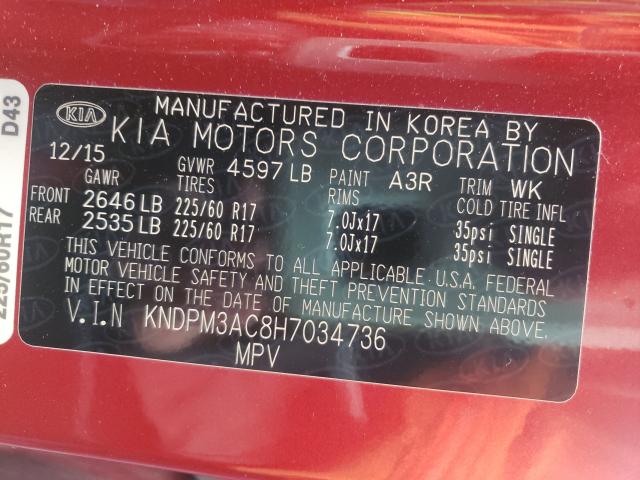 KIA
MANUFACTURED IN KOREA BY
KIA MOTORS CORPORATION
12/15 GVWR 4597 LB PAINT A3R TRIM WK
GAWR TIRES RIMS COLD TIRE INFL
FRONT 2646 LB 225/60 R17 7.0Jx17 35psi SINGLE
REAR 2535 LB 225/60 R17 7.0Jx17 35psi SINGLE
THIS VEHICLE CONFORMS TO ALL APPLICABLE U.S.A. FEDERAL
MOTOR VEHICLE SAFETY AND THEFT PREVENTION STANDARDS
IN EFFECT ON THE DATE OF MANUFACTURE SHOWN ABOVE.
V.I.N KNDPM3AC8H7034736
MPV
D43
225/60R17